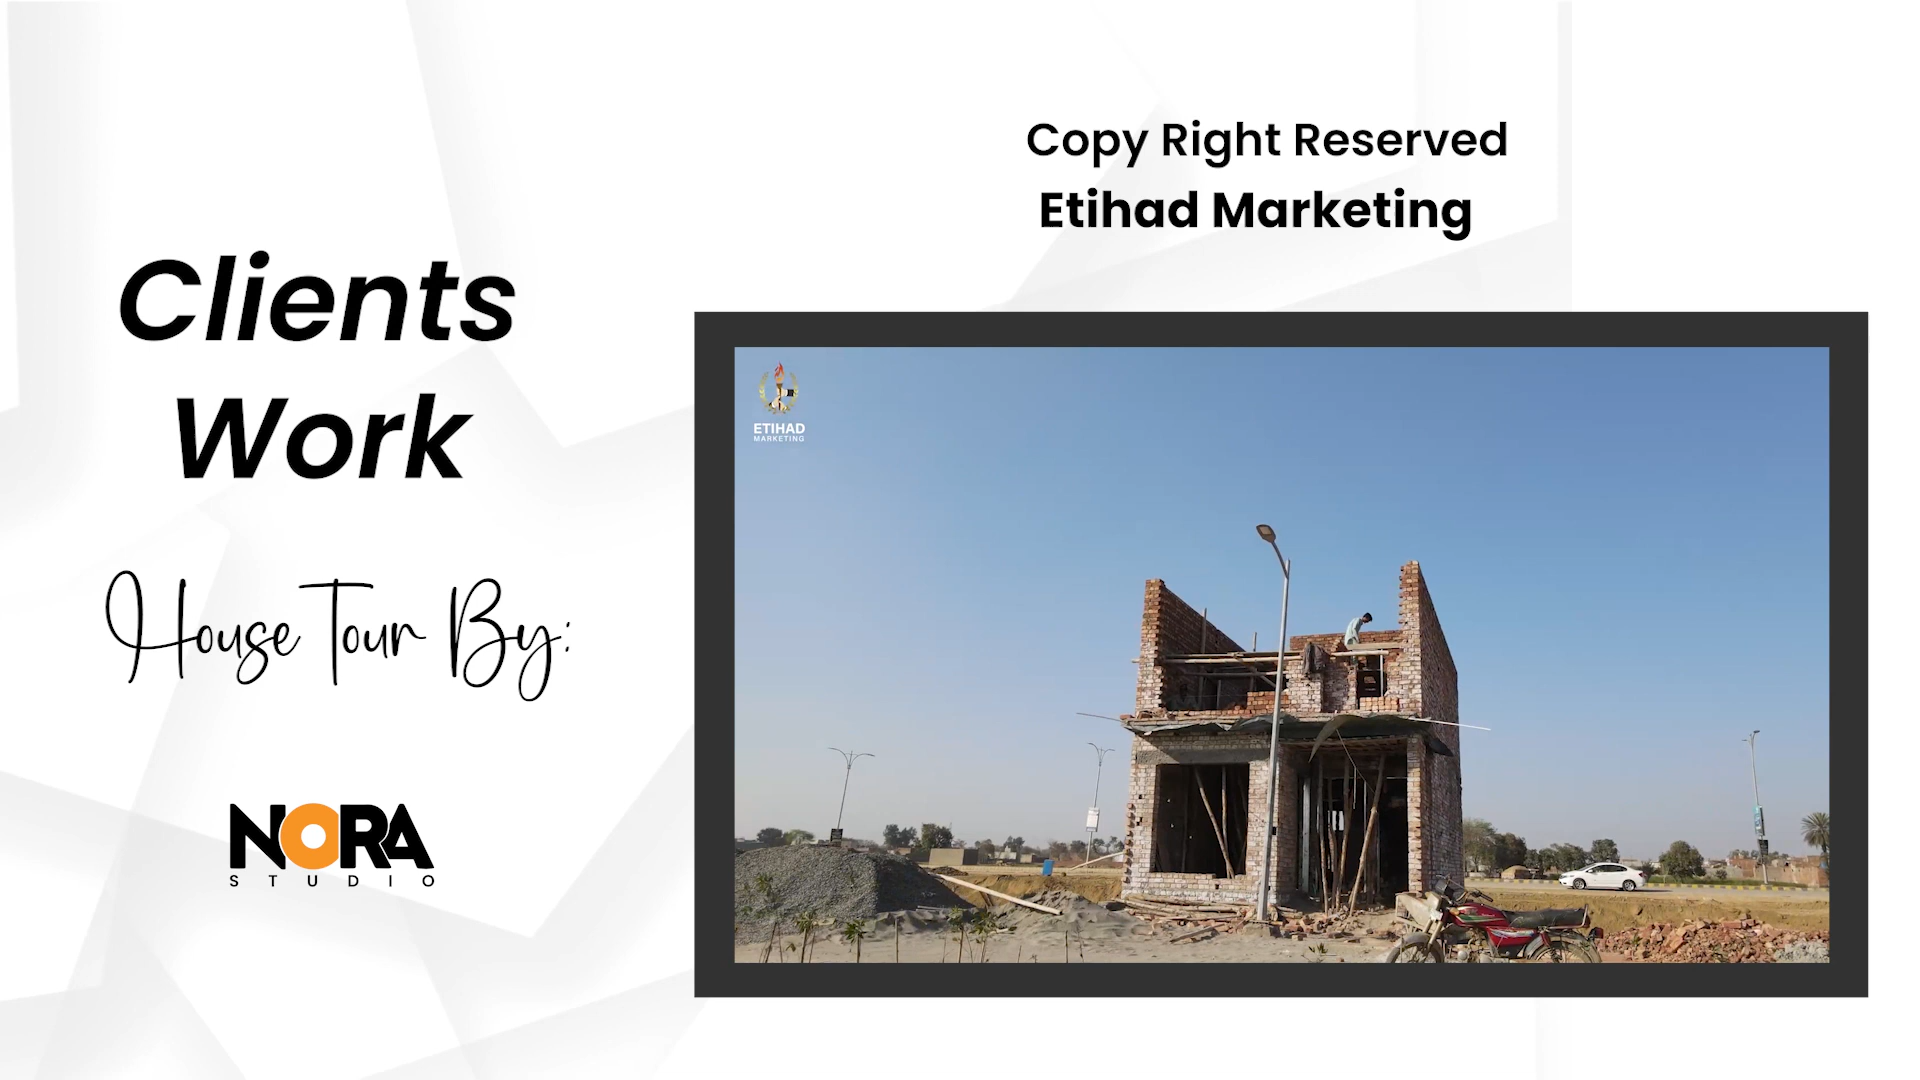 Copy Right Reserved
Etihad Marketing
Clients
Work
House Tour By:
NORA
STUDIO
ETIHAD
MARKETING